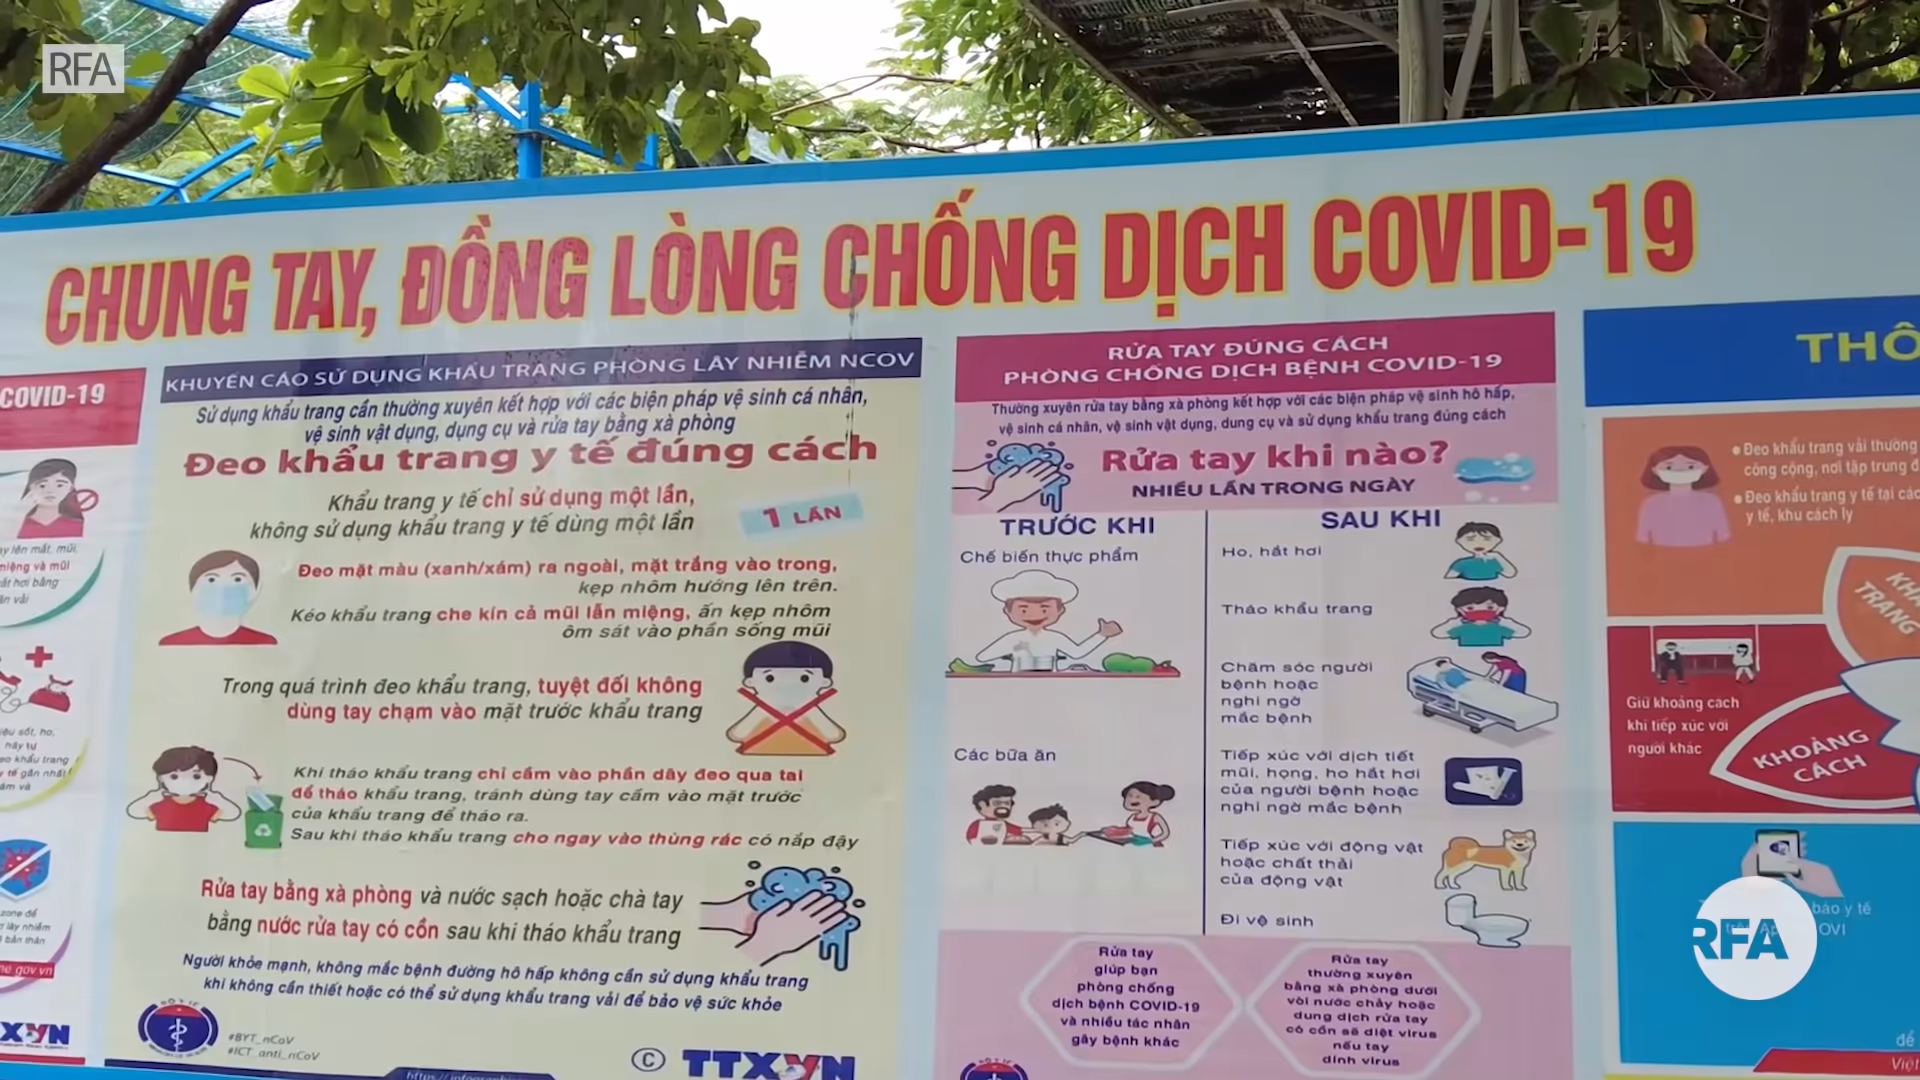 RFA
CHUNG TAY, ĐỒNG LÒNG CHỐNG DỊCH COVID-19
COVID-19
miệng và mũi
KHUYẾN CÁO SỬ DỤNG KHẨU TRANG PHÒNG LÂY NHIỄM NCOV
Sử dụng khẩu trang cần thường xuyên kết hợp với các biện pháp vệ sinh cá nhân,
vệ sinh vật dụng, dụng cụ và rửa tay bằng xà phòng
Đeo khẩu trang y tế đúng cách
Khẩu trang y tế chỉ sử dụng một lần,
không sử dụng khẩu trang y tế dùng một lần
1 LẦN
Đeo mặt màu (xanh/xám) ra ngoài, mặt trắng vào trong,
kẹp nhôm hướng lên trên.
Kéo khẩu trang che kín cả mũi lẫn miệng, ấn kẹp nhôm
ôm sát vào phần sống mũi
Trong quá trình đeo khẩu trang, tuyệt đối không
dùng tay chạm vào mặt trước khẩu trang
Khi tháo khẩu trang chỉ cầm vào phần dây đeo qua tai
để tháo khẩu trang, tránh dùng tay cầm vào mặt trước
của khẩu trang để tháo ra.
Sau khi tháo khẩu trang cho ngay vào thùng rác có nắp đậy
Rửa tay bằng xà phòng và nước sạch hoặc chà tay
bằng nước rửa tay có cồn sau khi tháo khẩu trang
Người khỏe mạnh, không mắc bệnh đường hô hấp không cần sử dụng khẩu trang
khi không cần thiết hoặc có thể sử dụng khẩu trang vải để bảo vệ sức khỏe
#BYT_nCoV
#ICT_anti_nCoV
© TTXVN
RỬA TAY ĐÚNG CÁCH
PHÒNG CHỐNG DỊCH BỆNH COVID-19
Thường xuyên rửa tay bằng xà phòng kết hợp với các biện pháp vệ sinh hô hấp,
vệ sinh cá nhân, vệ sinh vật dụng, dung cụ và sử dụng khẩu trang đúng cách
Rửa tay khi nào?
NHIỀU LẦN TRONG NGÀY
TRƯỚC KHI
Chế biến thực phẩm
Các bữa ăn
SAU KHI
Ho, hắt hơi
Tháo khẩu trang
Chăm sóc người
bệnh hoặc
nghi ngờ
mắc bệnh
Tiếp xúc với dịch tiết
mũi, họng, ho hắt hơi
của người bệnh hoặc
nghi ngờ mắc bệnh
Tiếp xúc với động vật
hoặc chất thải
của động vật
Đi vệ sinh
Rửa tay
giúp bạn
phòng chống
dịch bệnh COVID-19
và nhiều tác nhân
gây bệnh khác
Rửa tay
thường xuyên
bằng xà phòng dưới
vòi nước chảy hoặc
dung dịch rửa tay
có cồn sẽ diệt virus
nếu tay
dính virus
THÔ
• Đeo khẩu trang vải thường
công cộng, nơi tập trung
• Đeo khẩu trang y tế tại các
y tế, khu cách ly
TRANG
Giữ khoảng cách
khi tiếp xúc với
người khác
KHOẢNG
CÁCH
báo y tế
RFA
Việt